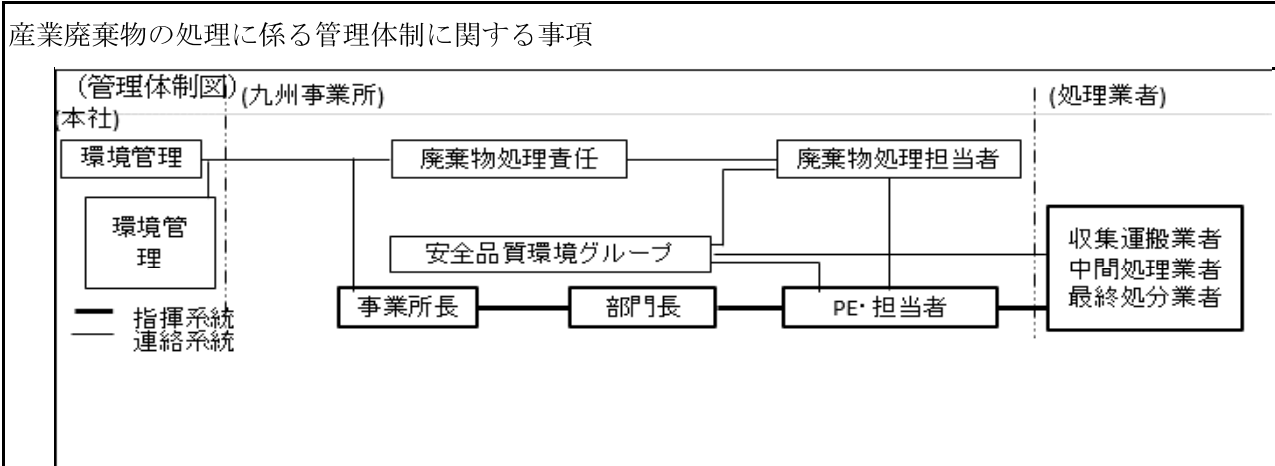 産業廃棄物の処理に係る管理体制に関する事項
(管理体制図)
(九州事業所)
(処理業者)
(本社)
環境管理
廃棄物処理責任
廃棄物処理担当者
環境管
理
安全品質環境グループ
収集運搬業者
中間処理業者
最終処分業者
事業所長
部門長
PE・担当者
指揮系統
連絡系統